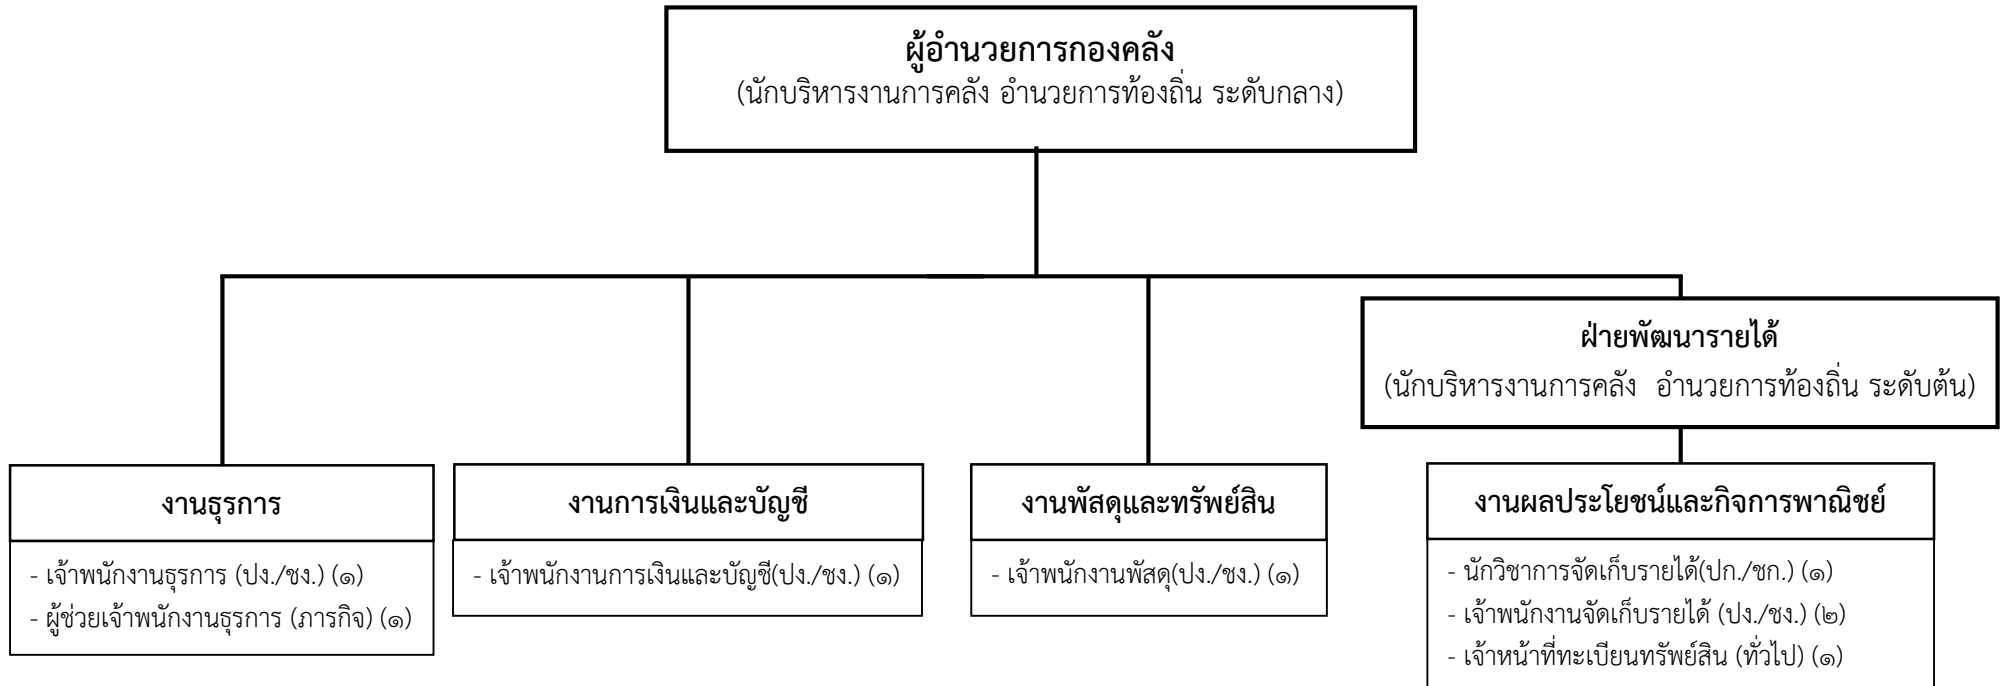 ผู้อำนวยการกองคลัง
(นักบริหารงานการคลัง อำนวยการท้องถิ่น ระดับกลาง)
ฝ่ายพัฒนารายได้
(นักบริหารงานการคลัง อำนวยการท้องถิ่น ระดับต้น)
งานธุรการ
- เจ้าพนักงานธุรการ (ปง./ชง.) (๑)
- ผู้ช่วยเจ้าพนักงานธุรการ (ภารกิจ) (๑)
งานการเงินและบัญชี
- เจ้าพนักงานการเงินและบัญชี(ปง./ชง.) (๑)
งานพัสดุและทรัพย์สิน
- เจ้าพนักงานพัสดุ(ปง./ชง.) (๑)
งานผลประโยชน์และกิจการพาณิชย์
- นักวิชาการจัดเก็บรายได้(ปก./ชก.) (๑)
- เจ้าพนักงานจัดเก็บรายได้ (ปง./ชง.) (๒)
- เจ้าหน้าที่ทะเบียนทรัพย์สิน (ทั่วไป) (๑)